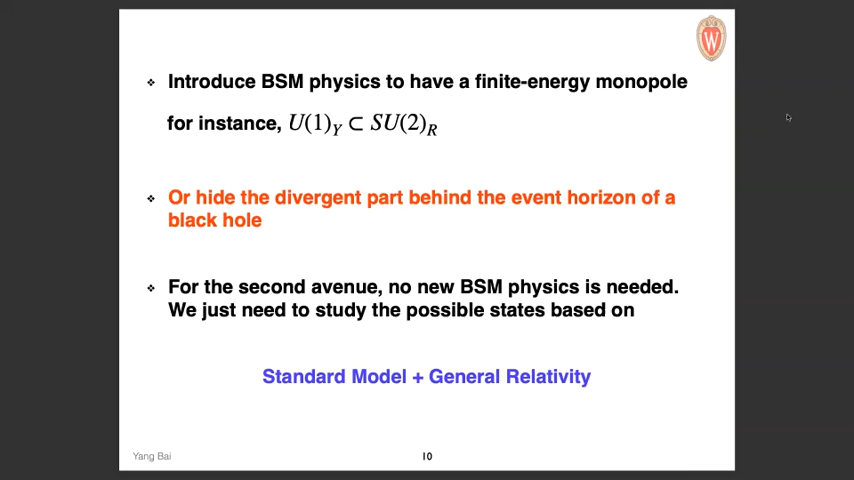 ❖ Introduce BSM physics to have a finite-energy monopole
for instance, U(1)_Y ⊂ SU(2)_R
❖ Or hide the divergent part behind the event horizon of a
black hole
❖ For the second avenue, no new BSM physics is needed.
We just need to study the possible states based on
Standard Model + General Relativity
Yang Bai
10
W